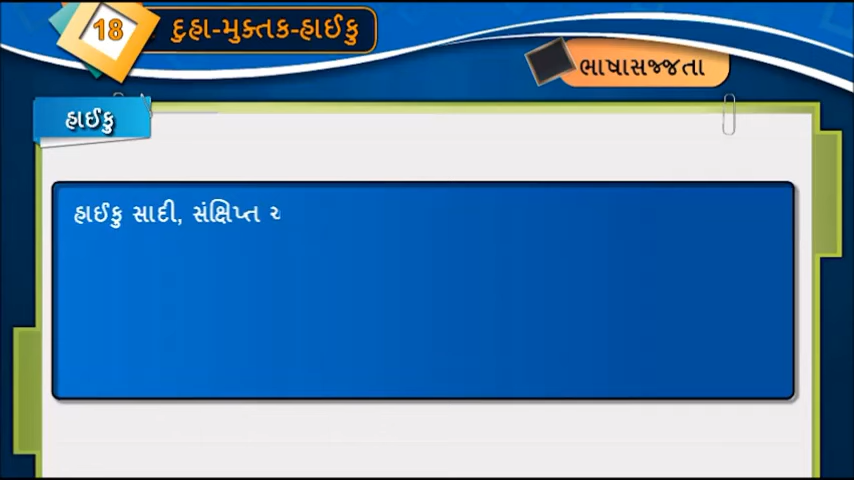 18 દુહા-મુક્તક-હાઈકુ
ભાષાસજ્જતા
હાઈકુ
હાઈકુ સાદી, સંક્ષિપ્ત